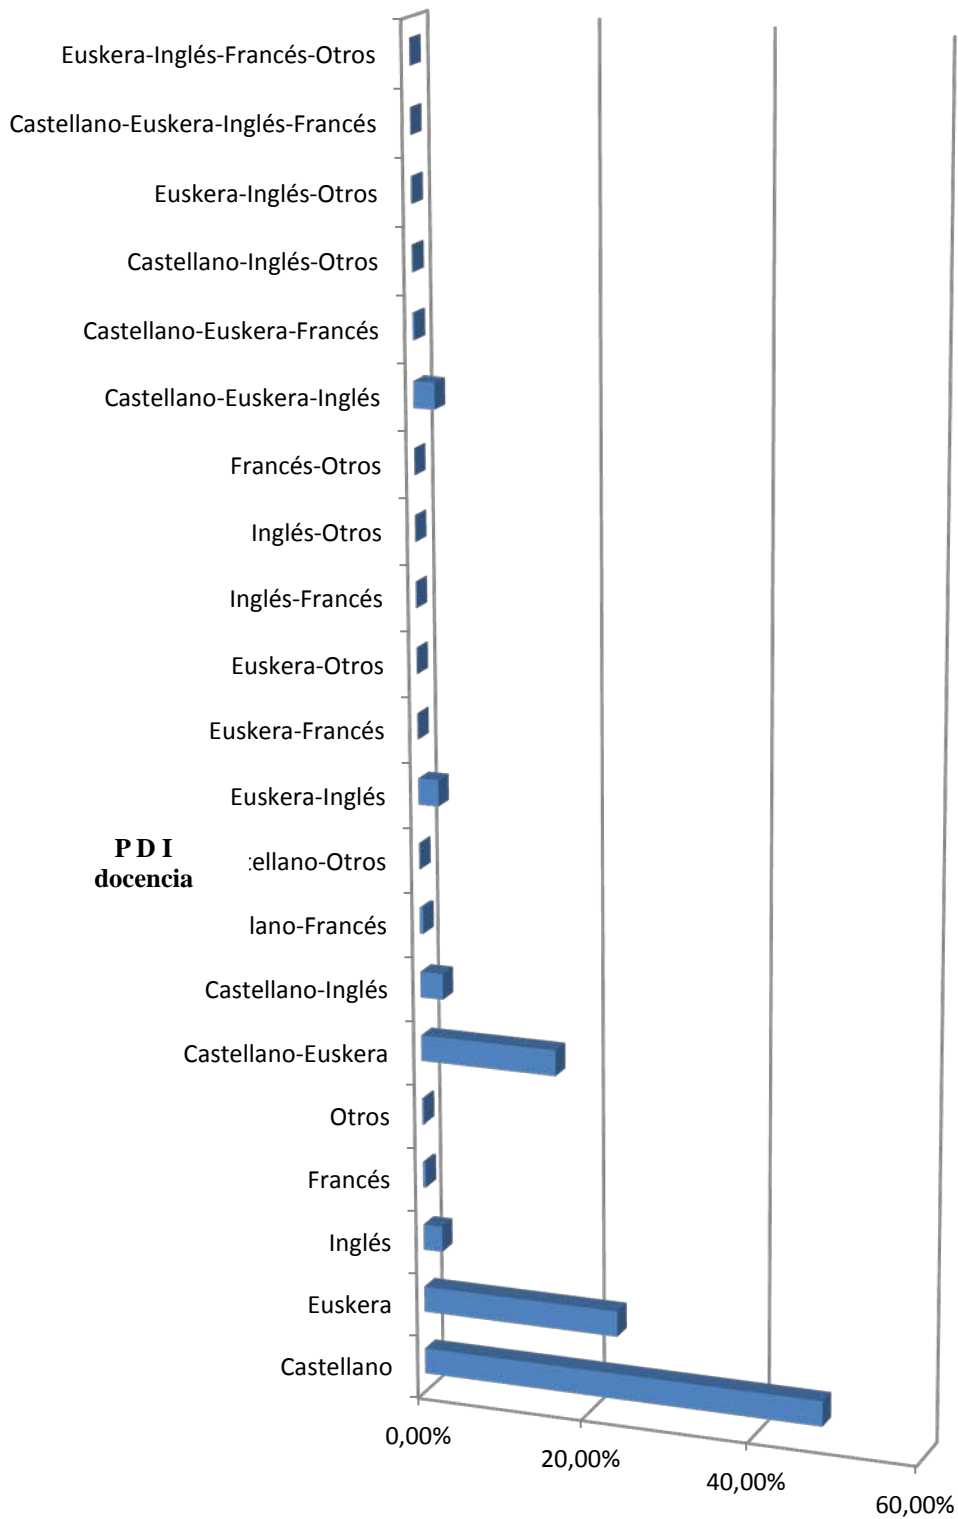 Euskera-Inglés-Francés-Otros
Castellano-Euskera-Inglés-Francés
Euskera-Inglés-Otros
Castellano-Inglés-Otros
Castellano-Euskera-Francés
Castellano-Euskera-Inglés
Francés-Otros
Inglés-Otros
Inglés-Francés
Euskera-Otros
Euskera-Francés
Euskera-Inglés
P D I
docencia
tellano-Otros
lano-Francés
Castellano-Inglés
Castellano-Euskera
Otros
Francés
Inglés
Euskera
Castellano
0,00%
20,00%
40,00%
60,00%